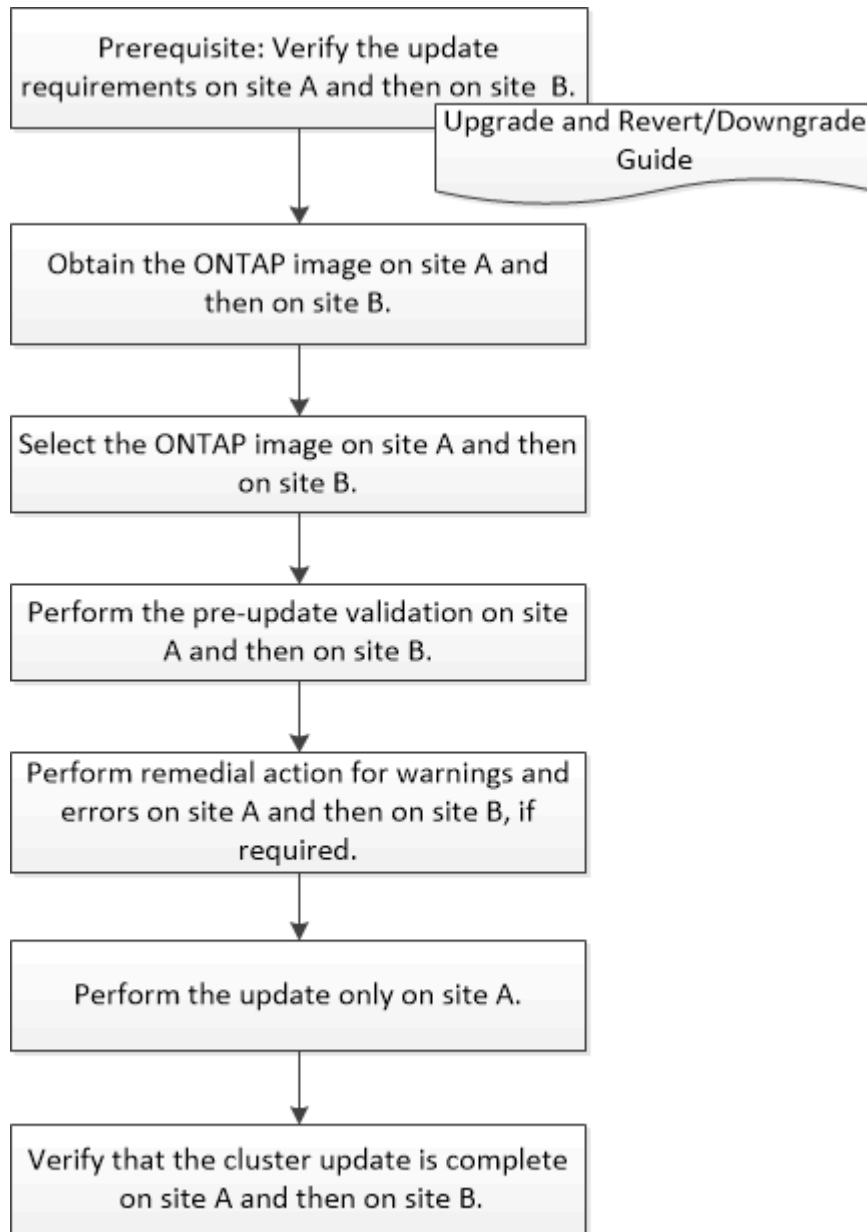 Prerequisite: Verify the update
requirements on site A and then on site  B.
Upgrade and Revert/Downgrade
Guide
Obtain the ONTAP image on site A and
then on site B.
Select the ONTAP image on site A and then
on site B.
Perform the pre-update validation on site
A and then on site B.
Perform remedial action for warnings and
errors on site A and then on site B, if
required.
Perform the update only on site A.
Verify that the cluster update is complete
on site A and then on site B.